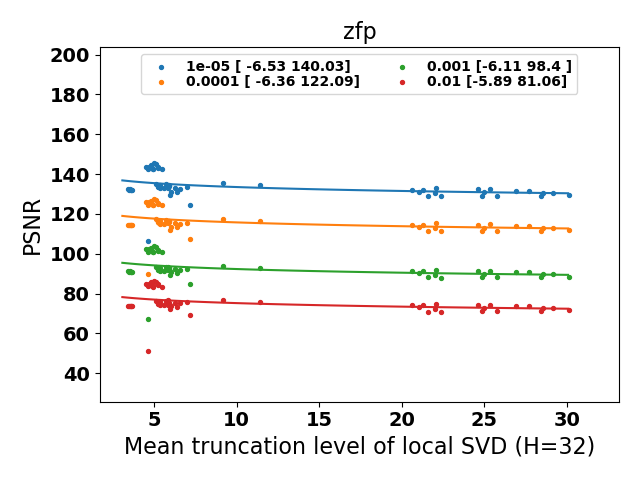 zfp
1e-05 [ -6.53 140.03]
0.0001 [ -6.36 122.09]
0.001 [-6.11 98.4 ]
0.01 [-5.89 81.06]
PSNR
200
180
160
140
120
100
80
60
40
5 10 15 20 25 30
Mean truncation level of local SVD (H=32)